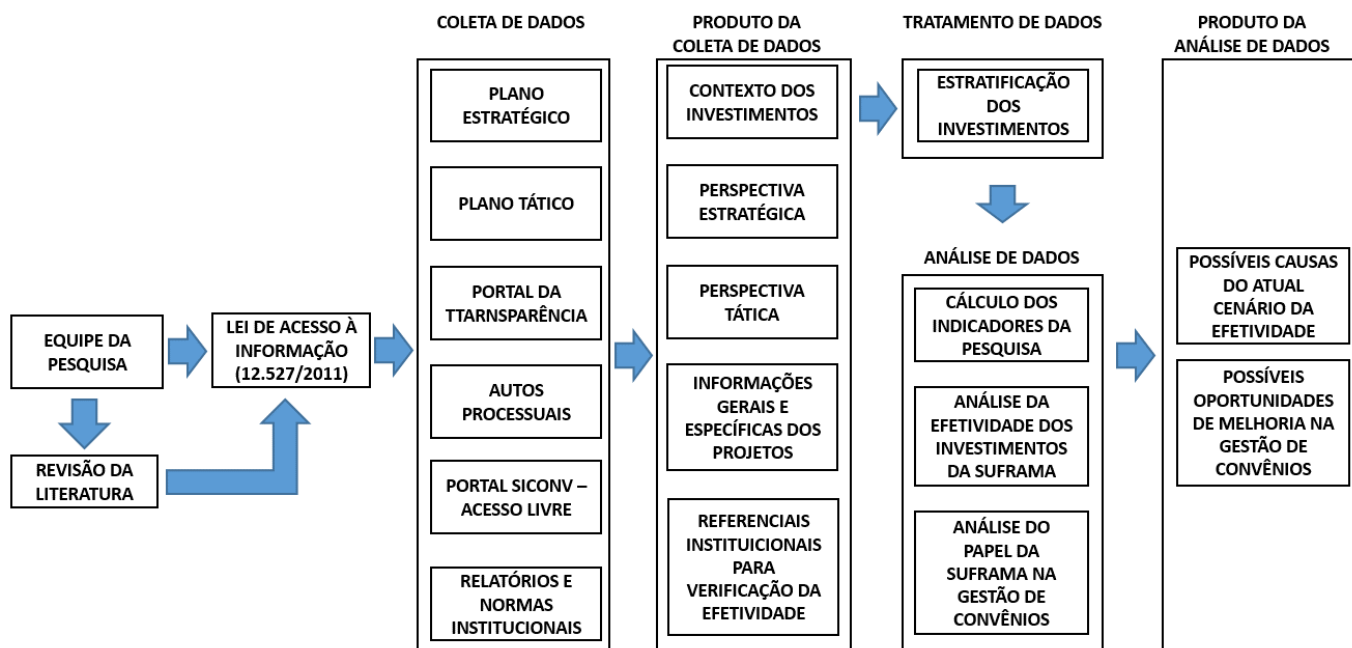 EQUIPE DA
PESQUISA
REVISÃO DA
LITERATURA
LEI DE ACESSO À
INFORMAÇÃO
(12.527/2011)
COLETA DE DADOS
PLANO
ESTRATÉGICO
PLANO TÁTICO
PORTAL DA
TTARNSPARÊNCIA
AUTOS
PROCESSUAIS
PORTAL SICONV –
ACESSO LIVRE
RELATÓRIOS E
NORMAS
INSTITUCIONAIS
PRODUTO DA
COLETA DE DADOS
CONTEXTO DOS
INVESTIMENTOS
PERSPECTIVA
ESTRATÉGICA
PERSPECTIVA
TÁTICA
INFORMAÇÕES
GERAIS E
ESPECÍFICAS DOS
PROJETOS
REFERENCIAIS
INSTITUICIONAIS
PARA
VERIFICAÇÃO DA
EFETIVIDADE
TRATAMENTO DE DADOS
ESTRATIFICAÇÃO
DOS
INVESTIMENTOS
ANÁLISE DE DADOS
CÁLCULO DOS
INDICADORES DA
PESQUISA
ANÁLISE DA
EFETIVIDADE DOS
INVESTIMENTOS
DA SUFRAMA
ANÁLISE DO
PAPEL DA
SUFRAMA NA
GESTÃO DE
CONVÊNIOS
PRODUTO DA
ANÁLISE DE DADOS
POSSÍVEIS CAUSAS
DO ATUAL
CENÁRIO DA
EFETIVIDADE
POSSÍVEIS
OPORTUNIDADES
DE MELHORIA NA
GESTÃO DE
CONVÊNIOS